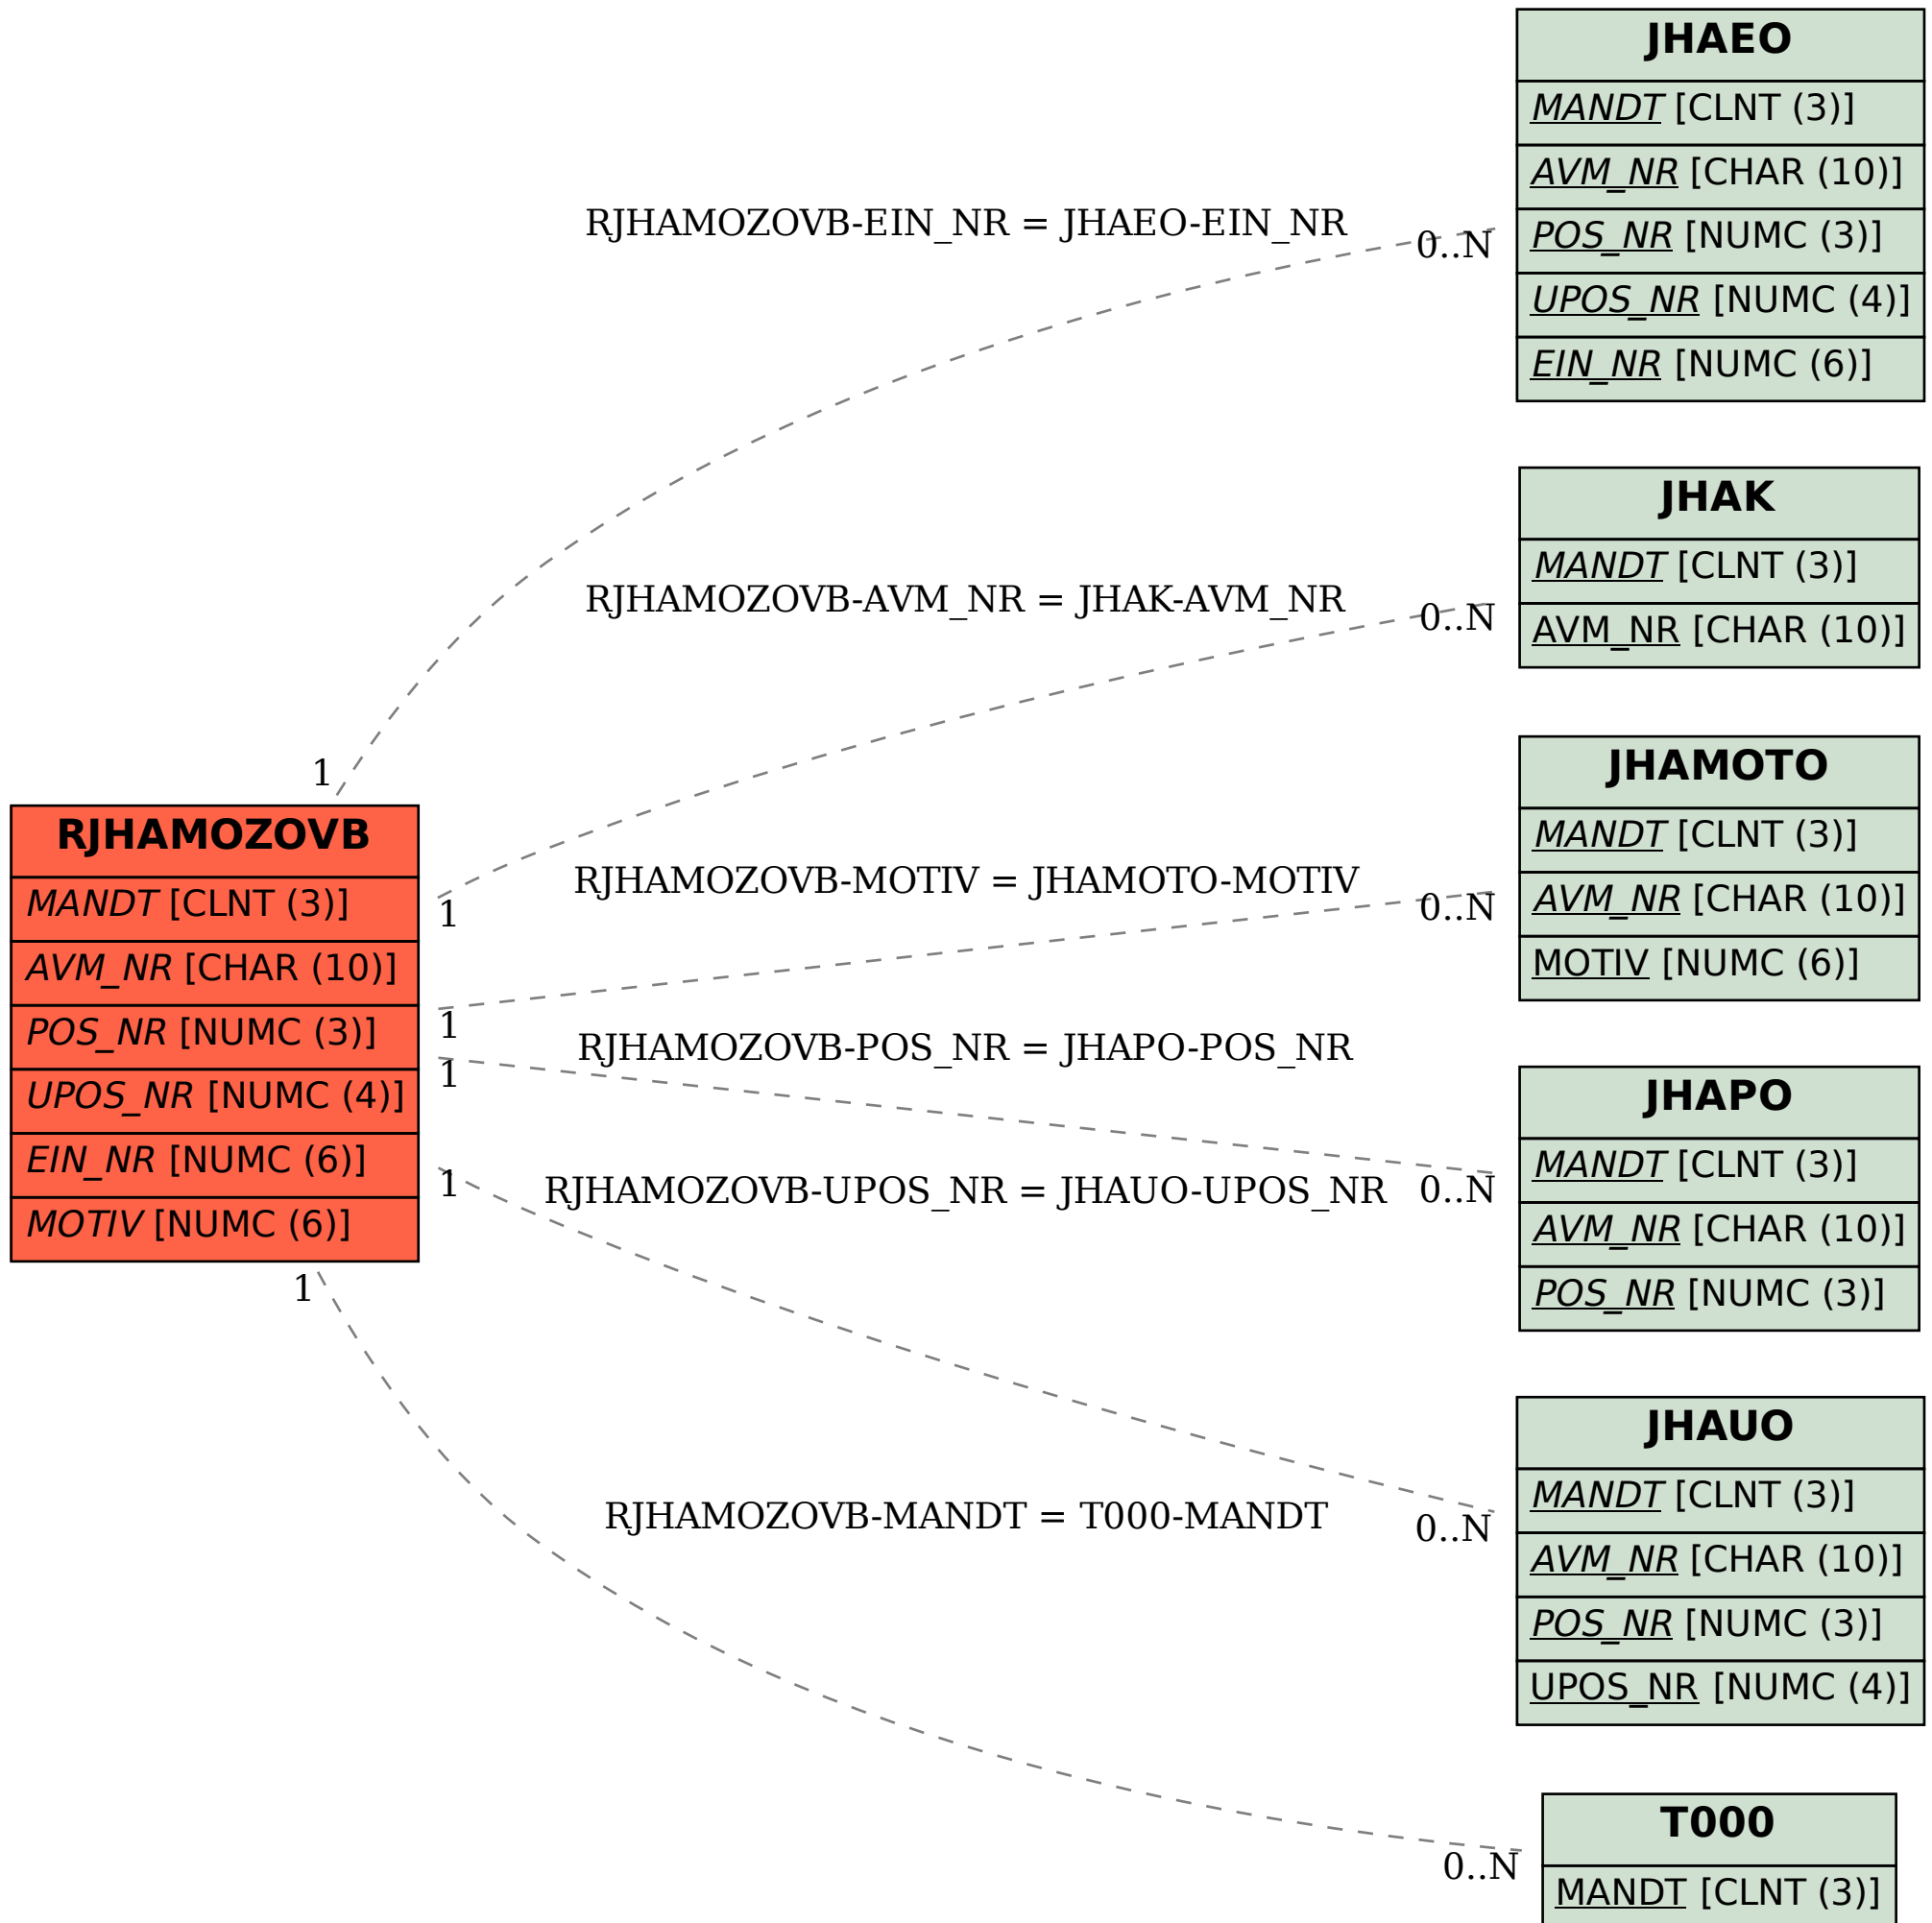 JHAEO
MANDT [CLNT (3)]
AVM_NR [CHAR (10)]
POS_NR [NUMC (3)]
UPOS_NR [NUMC (4)]
EIN_NR [NUMC (6)]
RJHAMOZOVB-EIN_NR = JHAEO-EIN_NR
0..N
1
JHAK
MANDT [CLNT (3)]
AVM_NR [CHAR (10)]
RJHAMOZOVB-AVM_NR = JHAK-AVM_NR
0..N
1
JHAMOTO
MANDT [CLNT (3)]
AVM_NR [CHAR (10)]
MOTIV [NUMC (6)]
RJHAMOZOVB-MOTIV = JHAMOTO-MOTIV
0..N
1
RJHAMOZOVB
MANDT [CLNT (3)]
AVM_NR [CHAR (10)]
POS_NR [NUMC (3)]
UPOS_NR [NUMC (4)]
EIN_NR [NUMC (6)]
MOTIV [NUMC (6)]
RJHAMOZOVB-POS_NR = JHAPO-POS_NR
1
0..N
JHAPO
MANDT [CLNT (3)]
AVM_NR [CHAR (10)]
POS_NR [NUMC (3)]
RJHAMOZOVB-UPOS_NR = JHAUO-UPOS_NR
1
0..N
JHAUO
MANDT [CLNT (3)]
AVM_NR [CHAR (10)]
POS_NR [NUMC (3)]
UPOS_NR [NUMC (4)]
RJHAMOZOVB-MANDT = T000-MANDT
1
0..N
T000
MANDT [CLNT (3)]